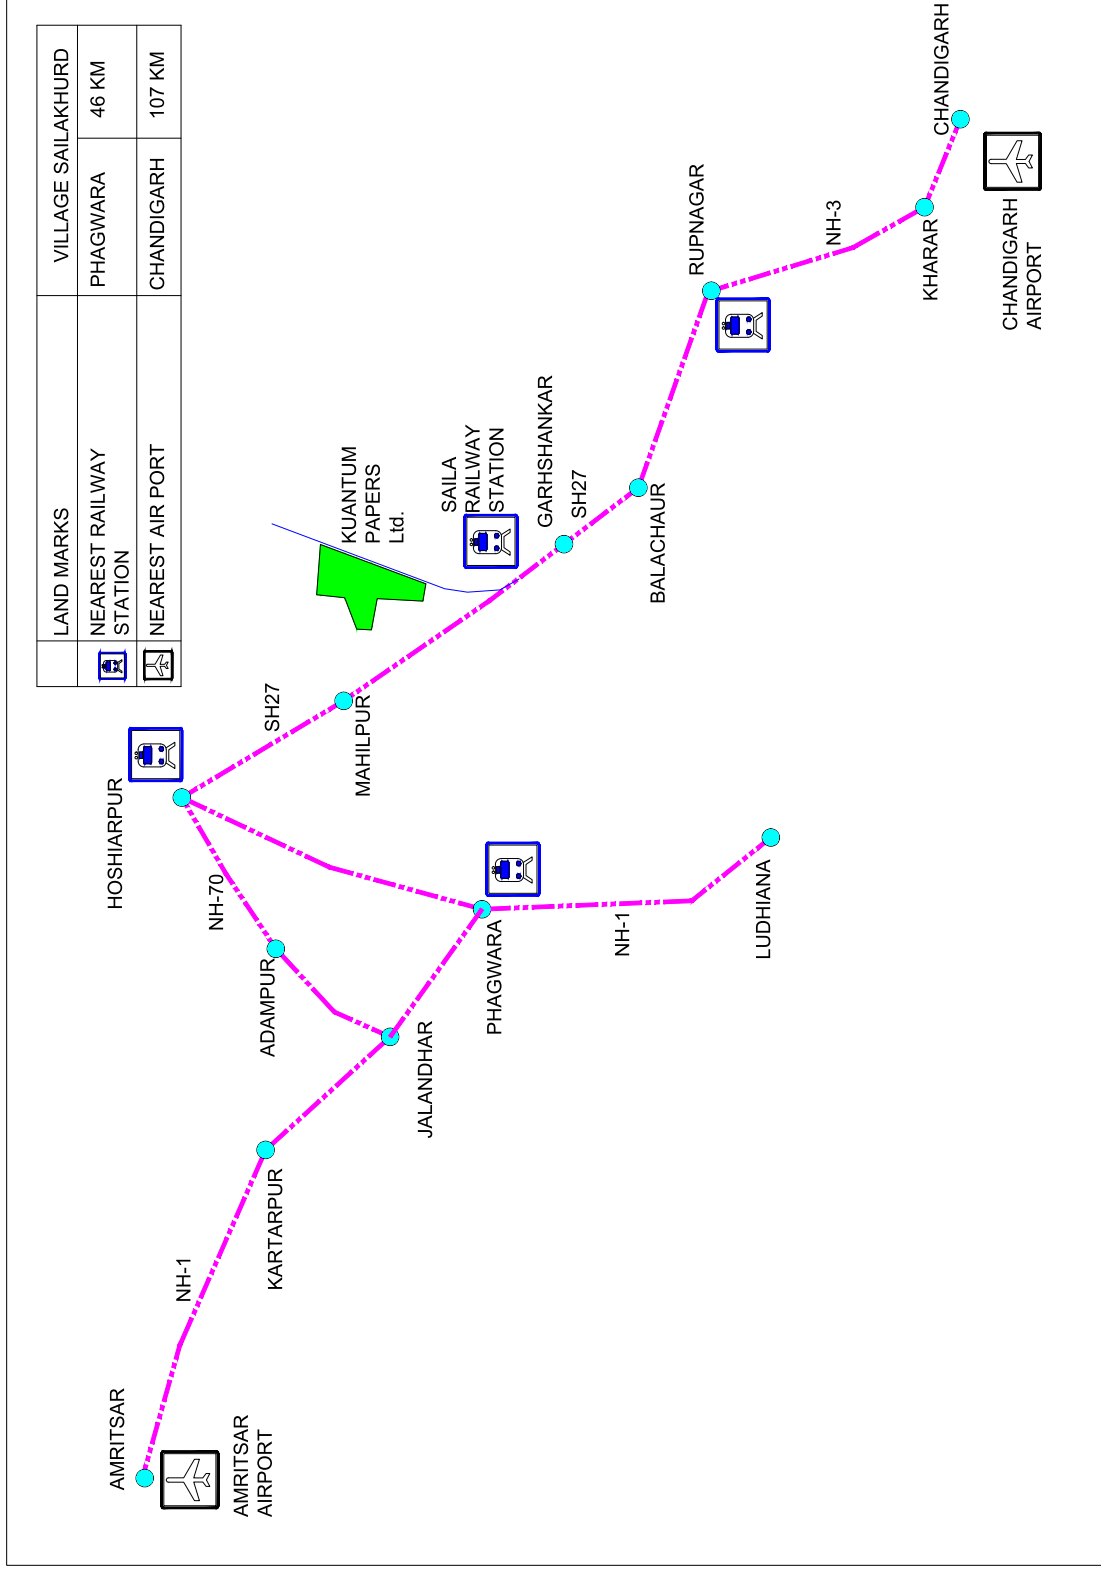 LAND MARKS
VILLAGE SAILAKHURD
NEAREST RAILWAY
STATION
PHAGWARA
46 KM
NEAREST AIR PORT
CHANDIGARH
107 KM
AMRITSAR
AMRITSAR
AIRPORT
NH-1
KARTARPUR
JALANDHAR
ADAMPUR
NH-70
HOSHIARPUR
PHAGWARA
NH-1
LUDHIANA
SH27
MAHILPUR
KUANTUM
PAPERS
Ltd.
SAILA
RAILWAY
STATION
GARHSHANKAR
SH27
BALACHAUR
RUPNAGAR
NH-3
KHARAR
CHANDIGARH
CHANDIGARH
AIRPORT